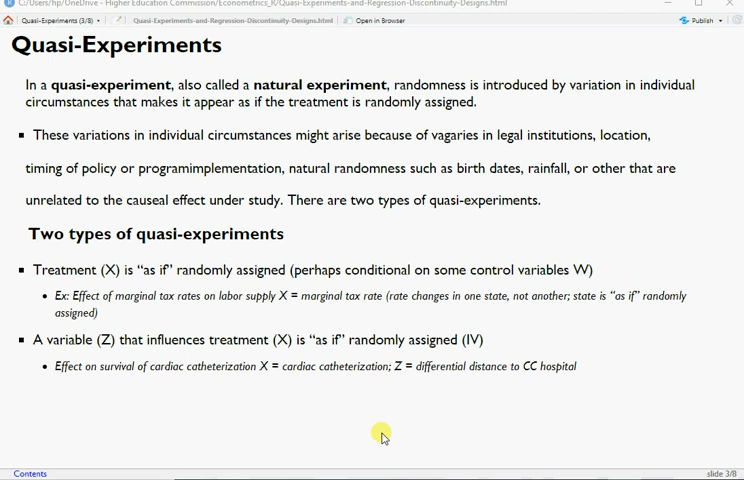 C:/Users/hp/OneDrive - Higher Education Commission/Econometrics_R/Quasi-Experiments-and-Regression-Discontinuity-Designs.html
Quasi-Experiments (3/8)
Quasi-Experiments-and-Regression-Discontinuity-Designs.html
Open in Browser
Publish
Quasi-Experiments
In a quasi-experiment, also called a natural experiment, randomness is introduced by variation in individual
circumstances that makes it appear as if the treatment is randomly assigned.
▪ These variations in individual circumstances might arise because of vagaries in legal institutions, location,
timing of policy or programimplementation, natural randomness such as birth dates, rainfall, or other that are
unrelated to the causeal effect under study. There are two types of quasi-experiments.
Two types of quasi-experiments
▪ Treatment (X) is “as if” randomly assigned (perhaps conditional on some control variables W)
• Ex: Effect of marginal tax rates on labor supply X = marginal tax rate (rate changes in one state, not another; state is “as if” randomly
assigned)
▪ A variable (Z) that influences treatment (X) is “as if” randomly assigned (IV)
• Effect on survival of cardiac catheterization X = cardiac catheterization; Z = differential distance to CC hospital
Contents
slide 3/8